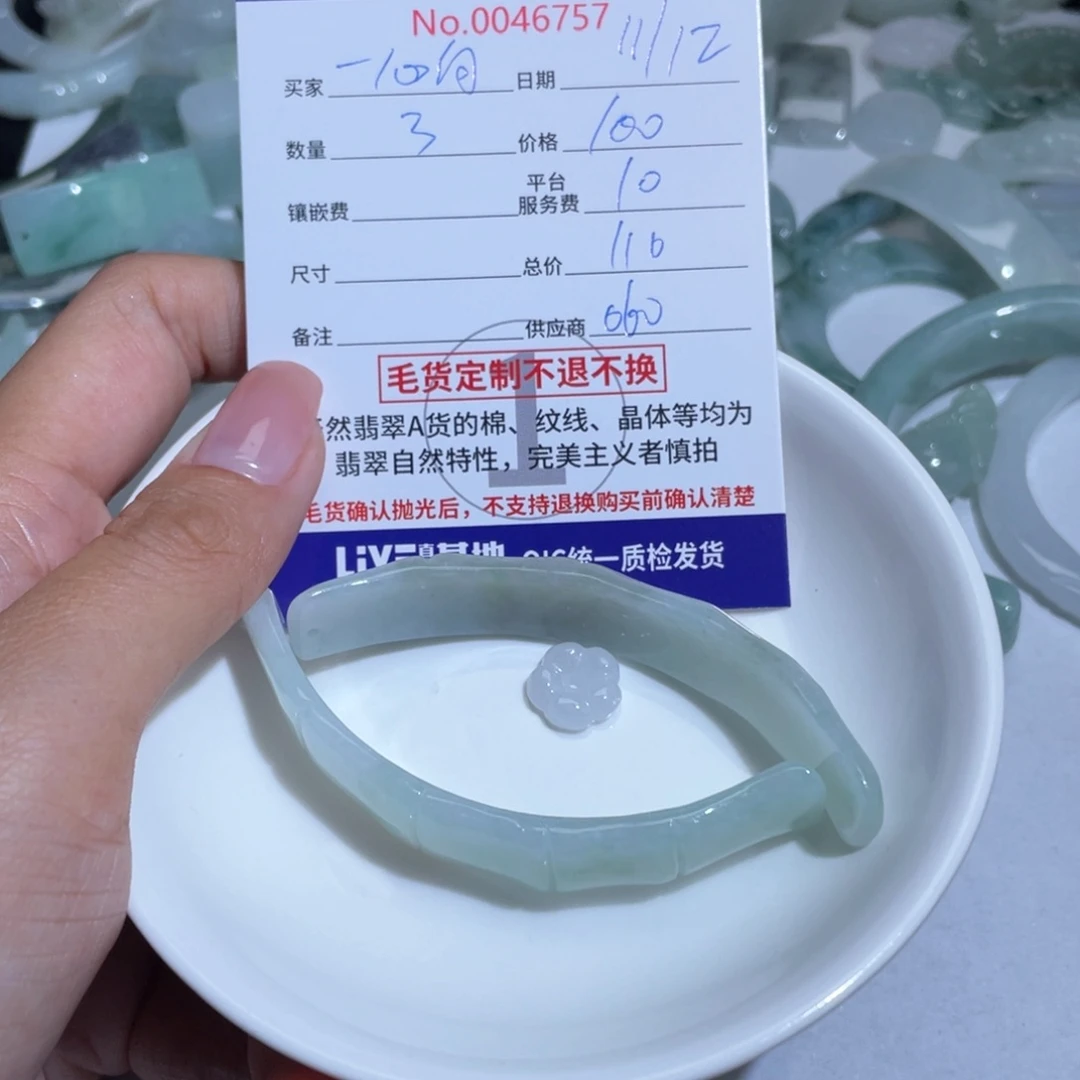 No.0046757
买家 日期 11/12
数量 3 价格 100
镶嵌费 平台服务费 10
尺寸 总价 110
备注 供应商 060
毛货定制不退不换
然翡翠A货的棉、纹线、晶体等均为
翡翠自然特性，完美主义者慎拍
毛货确认抛光后，不支持退换购买前确认清楚
统一质检发货
1